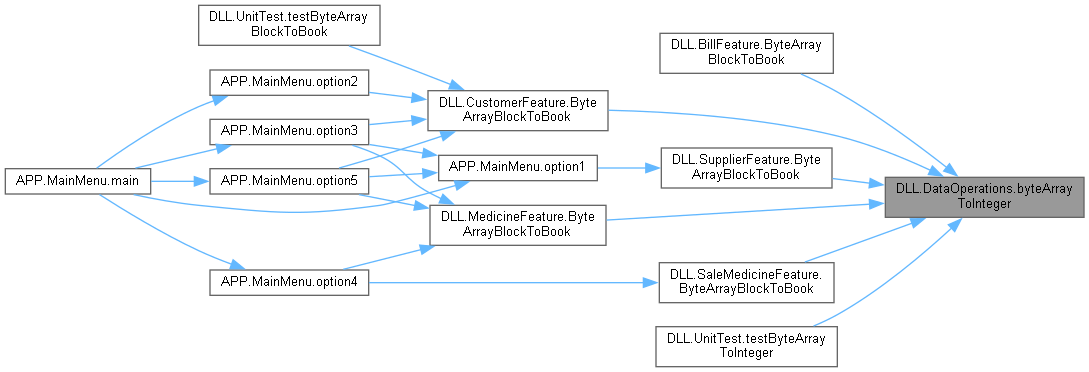 DLL.UnitTest.testByteArray
BlockToBook
APP.MainMenu.option2
APP.MainMenu.option3
APP.MainMenu.main
APP.MainMenu.option5
APP.MainMenu.option4
DLL.CustomerFeature.Byte
ArrayBlockToBook
APP.MainMenu.option1
DLL.MedicineFeature.Byte
ArrayBlockToBook
DLL.BillFeature.ByteArray
BlockToBook
DLL.SupplierFeature.Byte
ArrayBlockToBook
DLL.SaleMedicineFeature.
ByteArrayBlockToBook
DLL.UnitTest.testByteArray
ToInteger
DLL.DataOperations.byteArray
ToInteger